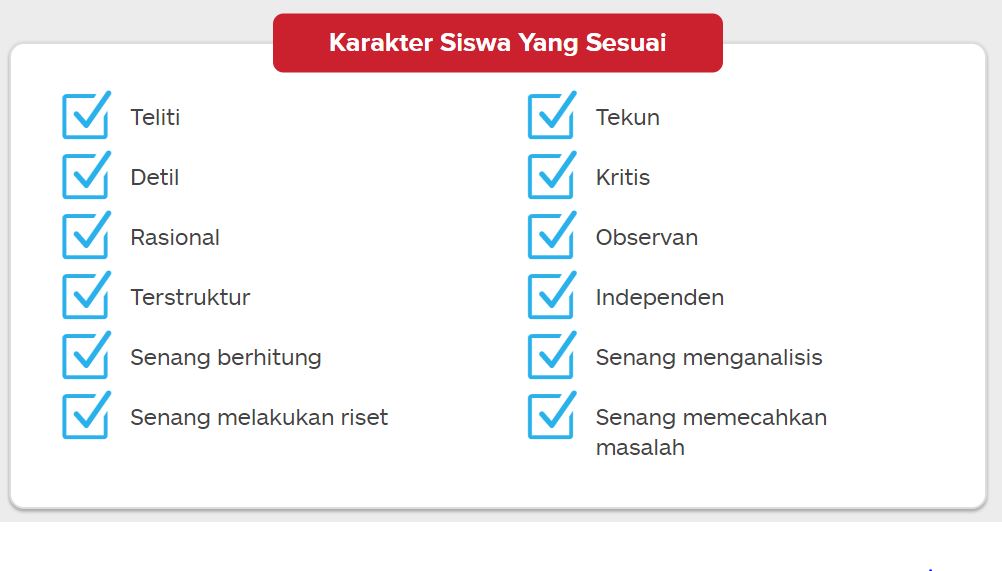 Karakter Siswa Yang Sesuai
Teliti
Detil
Rasional
Terstruktur
Senang berhitung
Senang melakukan riset
Tekun
Kritis
Observan
Independen
Senang menganalisis
Senang memecahkan
masalah